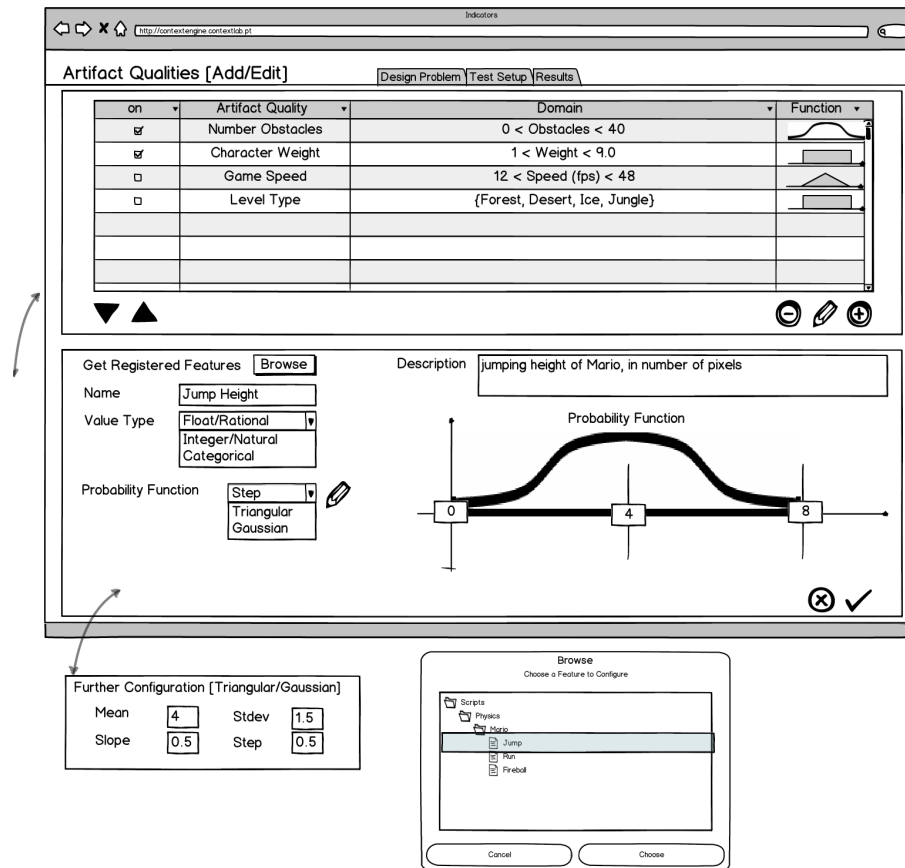 Indicators
http://contextengine.contextlab.pt
Artifact Qualities [Add/Edit]
Design Problem Test Setup Results
on Artifact Quality Domain Function
Number Obstacles 0 < Obstacles < 40
Character Weight 1 < Weight < 9.0
Game Speed 12 < Speed (fps) < 48
Level Type {Forest, Desert, Ice, Jungle}
Get Registered Features Browse
Description jumping height of Mario, in number of pixels
Name Jump Height
Value Type Float/Rational
Integer/Natural
Categorical
Probability Function Step
Triangular
Gaussian
Probability Function
0 4 8
Further Configuration [Triangular/Gaussian]
Mean 4 Stdev 1.5
Slope 0.5 Step 0.5
Browse
Choose a Feature to Configure
Scripts
Physics
Mario
Jump
Run
Fireball
Cancel Choose